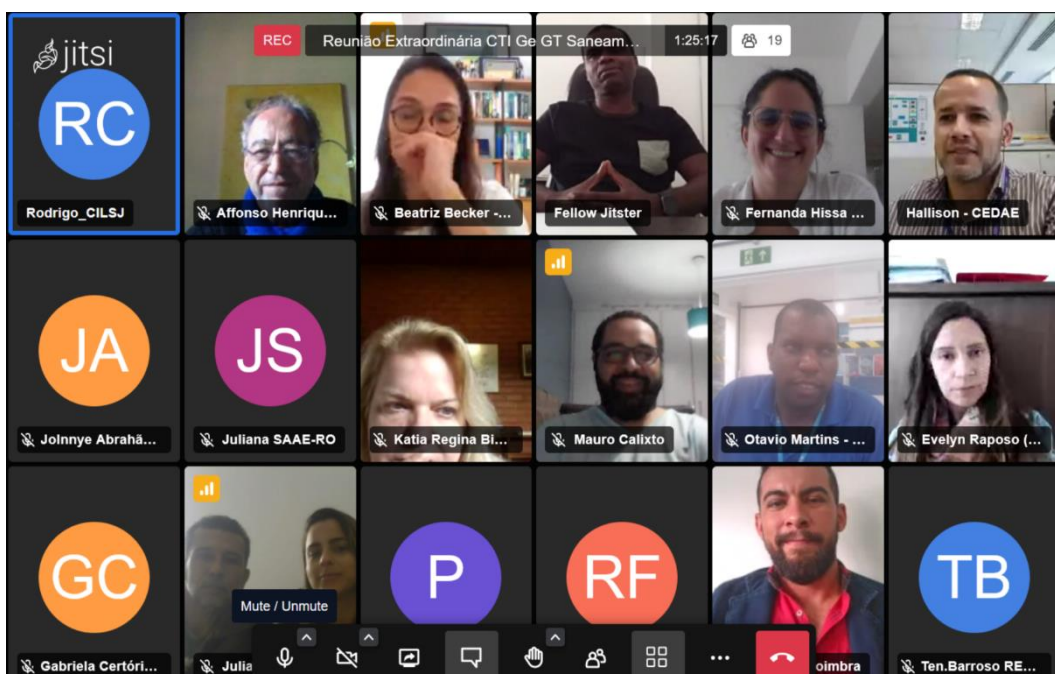 jitsi
REC
Reunião Extraordinária CTI Ge GT Saneam...
1:25:17
19
RC
Rodrigo_CILSJ
Affonso Henriqu...
Beatriz Becker -...
Fellow Jitster
Fernanda Hissa ...
Hallison - CEDAE
JA
JS
Jolnnye Abrahã...
Juliana SAAE-RO
Katia Regina Bi...
Mauro Calixto
Otavio Martins - ...
Evelyn Raposo (...
GC
P
RF
TB
Mute / Unmute
Gabriela Certóri...
Julia
oimbra
Ten.Barroso RE...